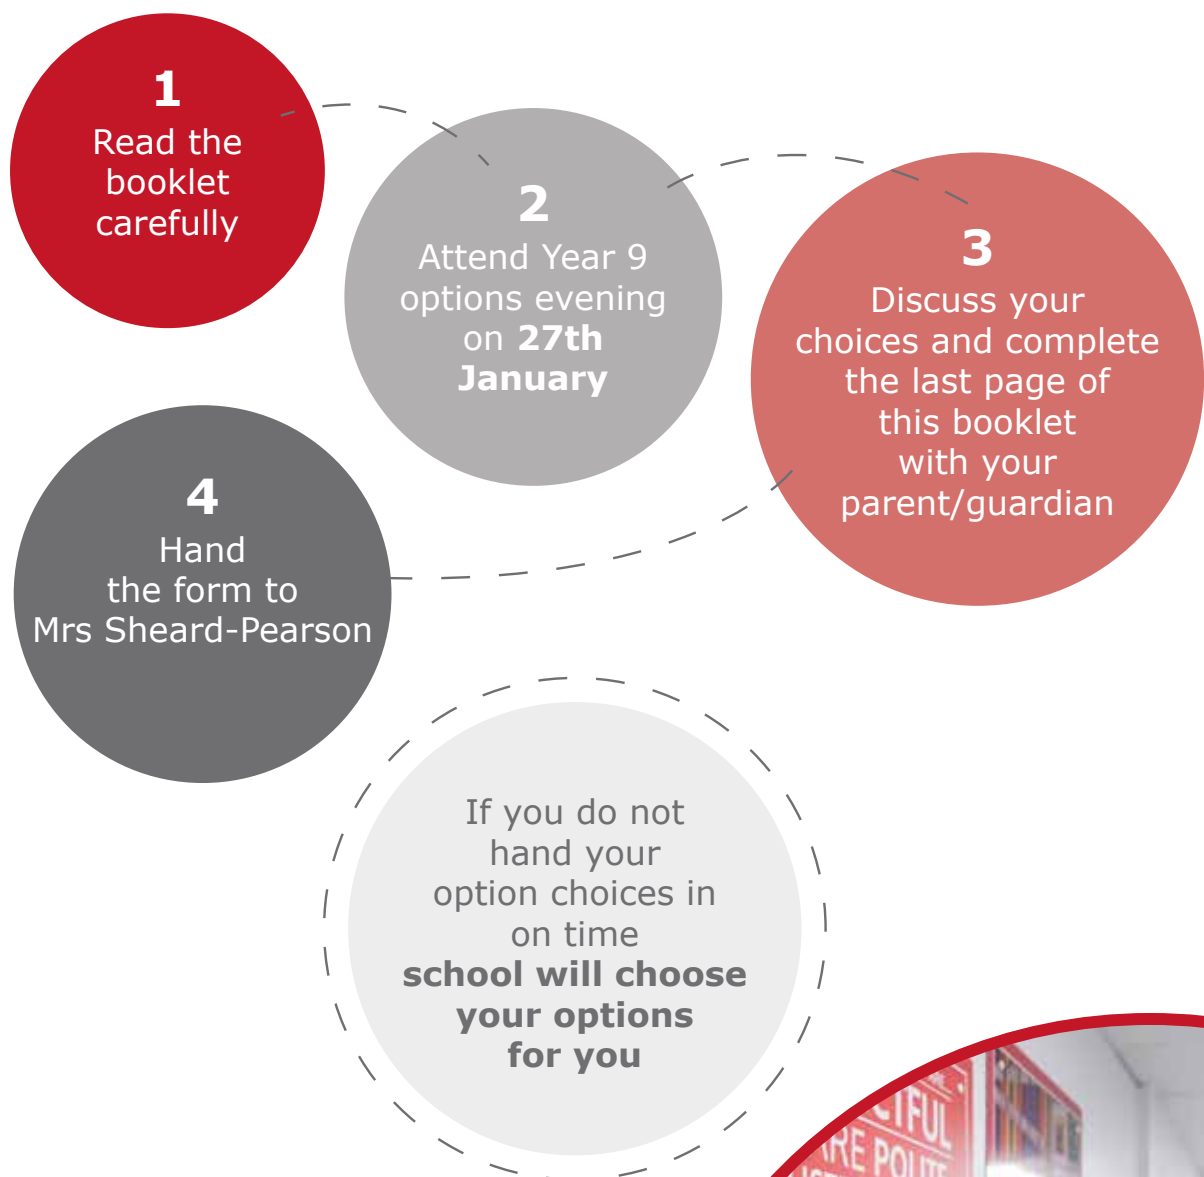 1
Read the
booklet
carefully
2
Attend Year 9
options evening
on 27th
January
3
Discuss your
choices and complete
the last page of
this booklet
with your
parent/guardian
4
Hand
the form to
Mrs Sheard-Pearson
If you do not
hand your
option choices in
on time
school will choose
your options
for you
POLITE